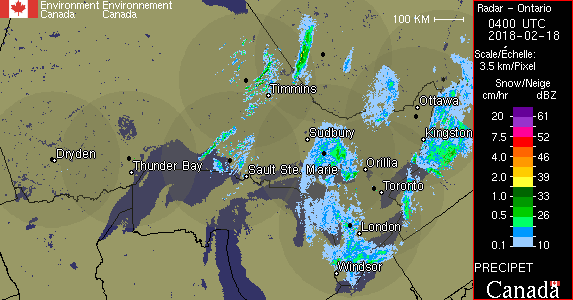 Environment Environnement
Canada Canada
100 KM
Radar - Ontario
0400 UTC
2018-02-18
Scale/Échelle:
3.5 km/Pixel
Snow/Neige
cm/hr dBZ
20 61
7.5 52
4.0 46
2.0 39
1.0 33
0.5 26
0.1 10
PRECIPET
Canada
Timmins
Ottawa
Sudbury
Kingston
Dryden
Thunder Bay
Sault Ste. Marie
Orillia
Toronto
London
Windsor